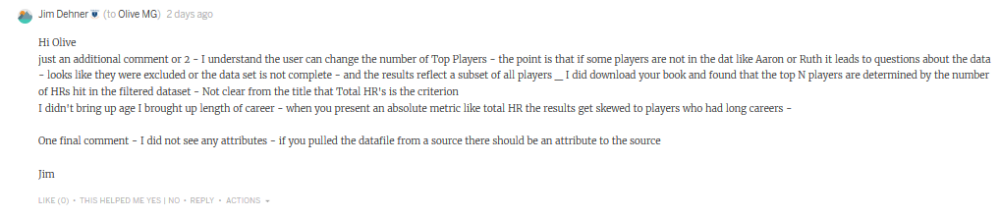 Jim Dehner (to Olive MG) 2 days ago
Hi Olive
just an additional comment or 2 - I understand the user can change the number of Top Players - the point is that if some players are not in the dat like Aaron or Ruth it leads to questions about the data
- looks like they were excluded or the data set is not complete - and the results reflect a subset of all players __ I did download your book and found that the top N players are determined by the number
of HRs hit in the filtered dataset - Not clear from the title that Total HR's is the criterion
I didn't bring up age I brought up length of career - when you present an absolute metric like total HR the results get skewed to players who had long careers -
One final comment - I did not see any attributes - if you pulled the datafile from a source there should be an attribute to the source
Jim
LIKE (0) • THIS HELPED ME YES | NO • REPLY • ACTIONS